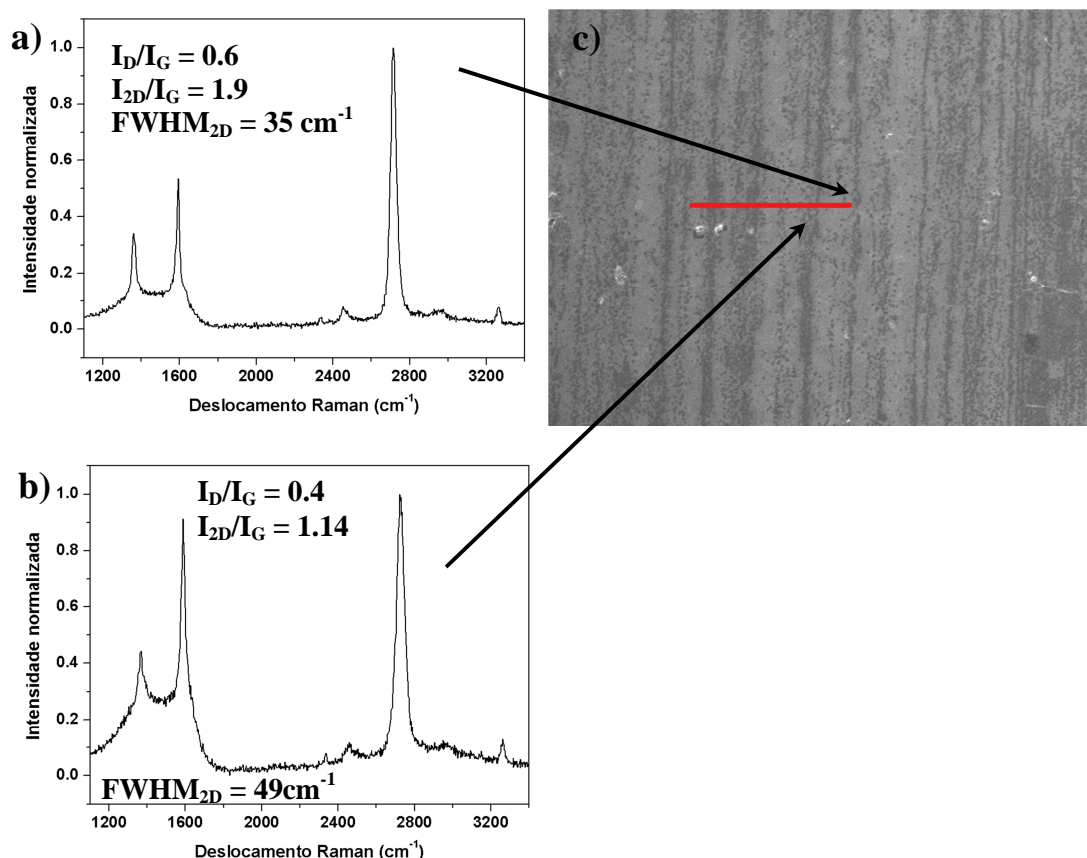 a)
I_D/I_G = 0.6
I_2D/I_G = 1.9
FWHM_2D = 35 cm^-1
Intensidade normalizada
1.0
0.8
0.6
0.4
0.2
0.0
1200 1600 2000 2400 2800 3200
Deslocamento Raman (cm^-1)
c)
b)
I_D/I_G = 0.4
I_2D/I_G = 1.14
Intensidade normalizada
1.0
0.8
0.6
0.4
0.2
0.0
FWHM_2D = 49cm^-1
1200 1600 2000 2400 2800 3200
Deslocamento Raman (cm^-1)